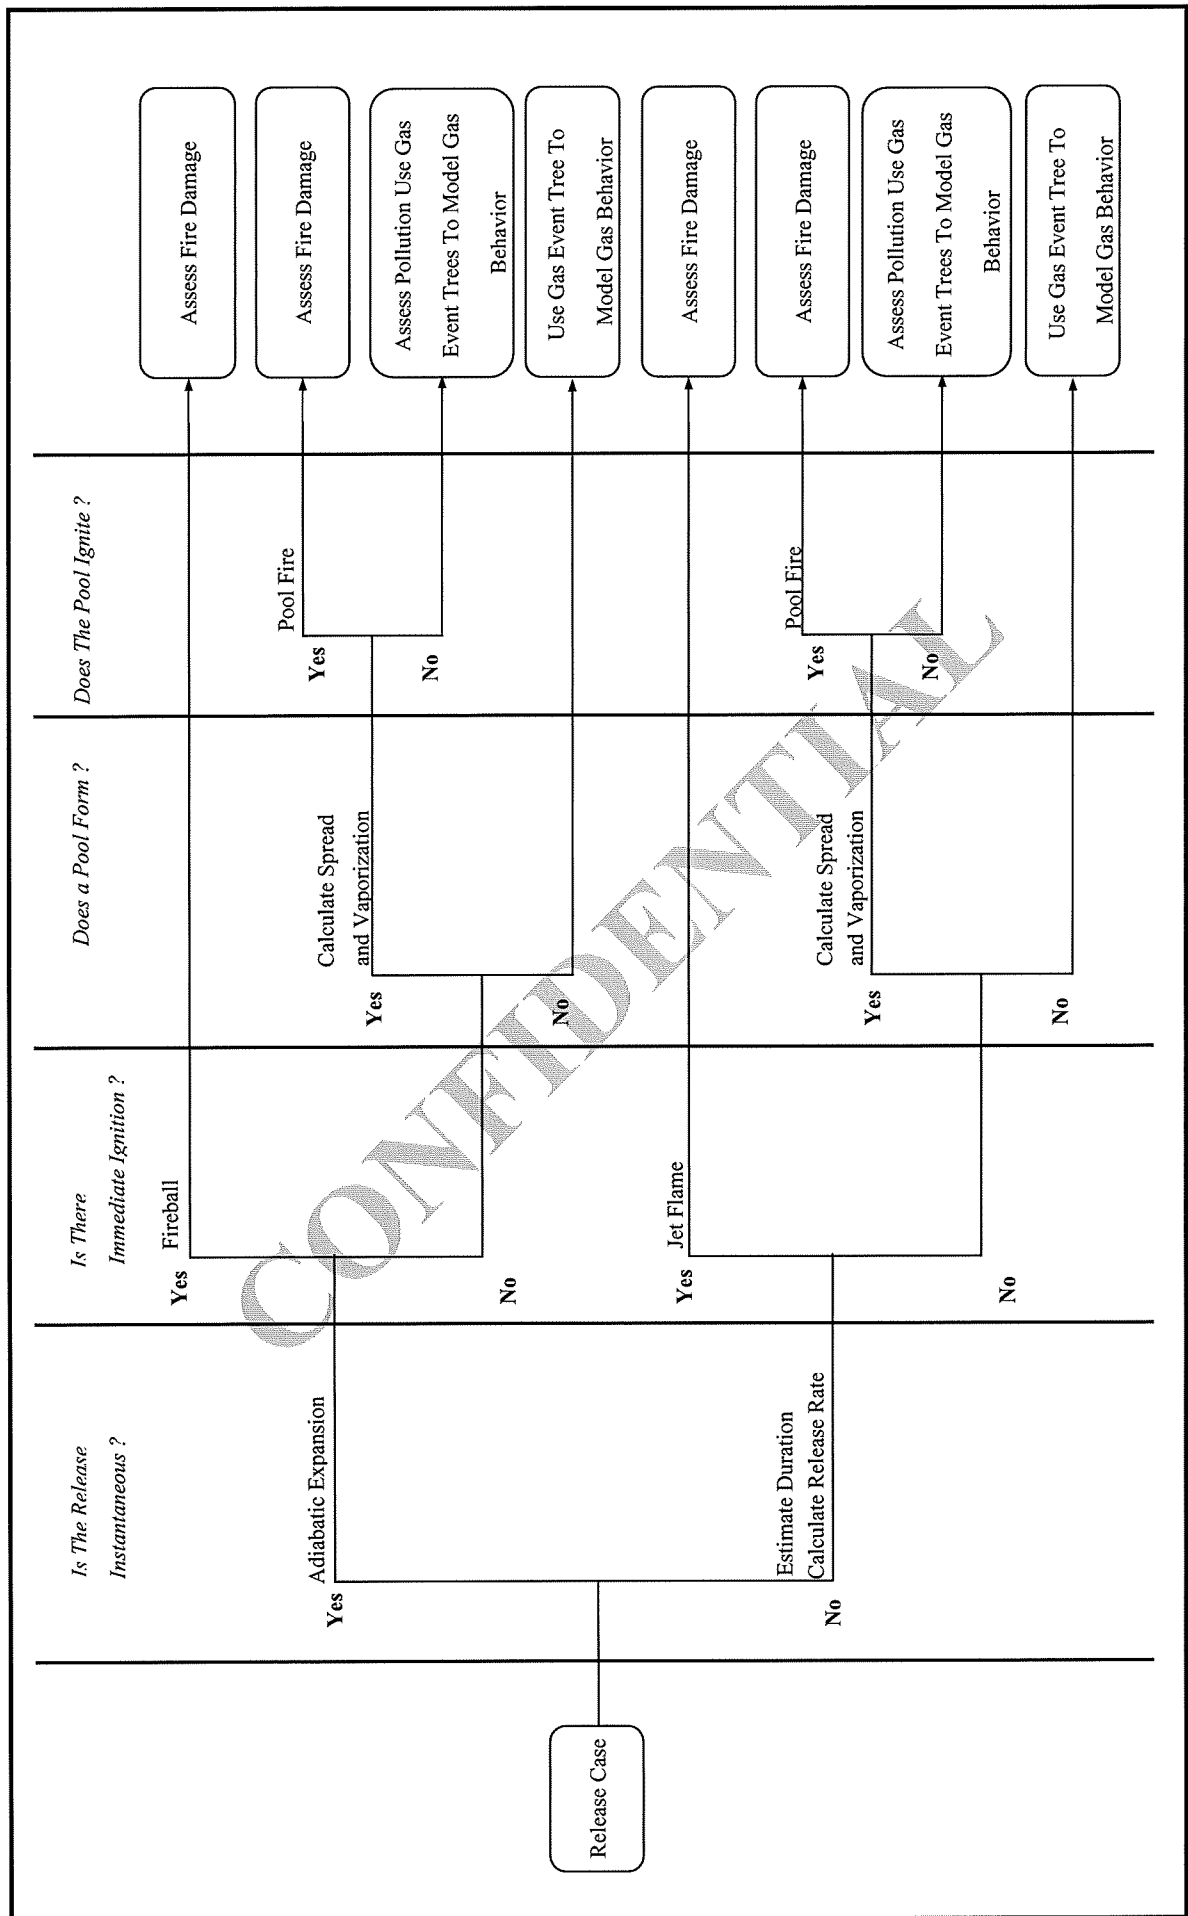 Is The Release
Instantaneous ?
Is There
Immediate Ignition ?
Does a Pool Form ?
Does The Pool Ignite ?
Release Case
Yes
Adiabatic Expansion
No
Estimate Duration
Calculate Release Rate
Yes
Fireball
No
Yes
Jet Flame
No
Yes
Calculate Spread
and Vaporization
No
Yes
Calculate Spread
and Vaporization
No
Yes
Pool Fire
No
Yes
Pool Fire
No
Assess Fire Damage
Assess Fire Damage
Assess Pollution Use Gas
Event Trees To Model Gas
Behavior
Use Gas Event Tree To
Model Gas Behavior
Assess Fire Damage
Assess Fire Damage
Assess Pollution Use Gas
Event Trees To Model Gas
Behavior
Use Gas Event Tree To
Model Gas Behavior
CONFIDENTIAL